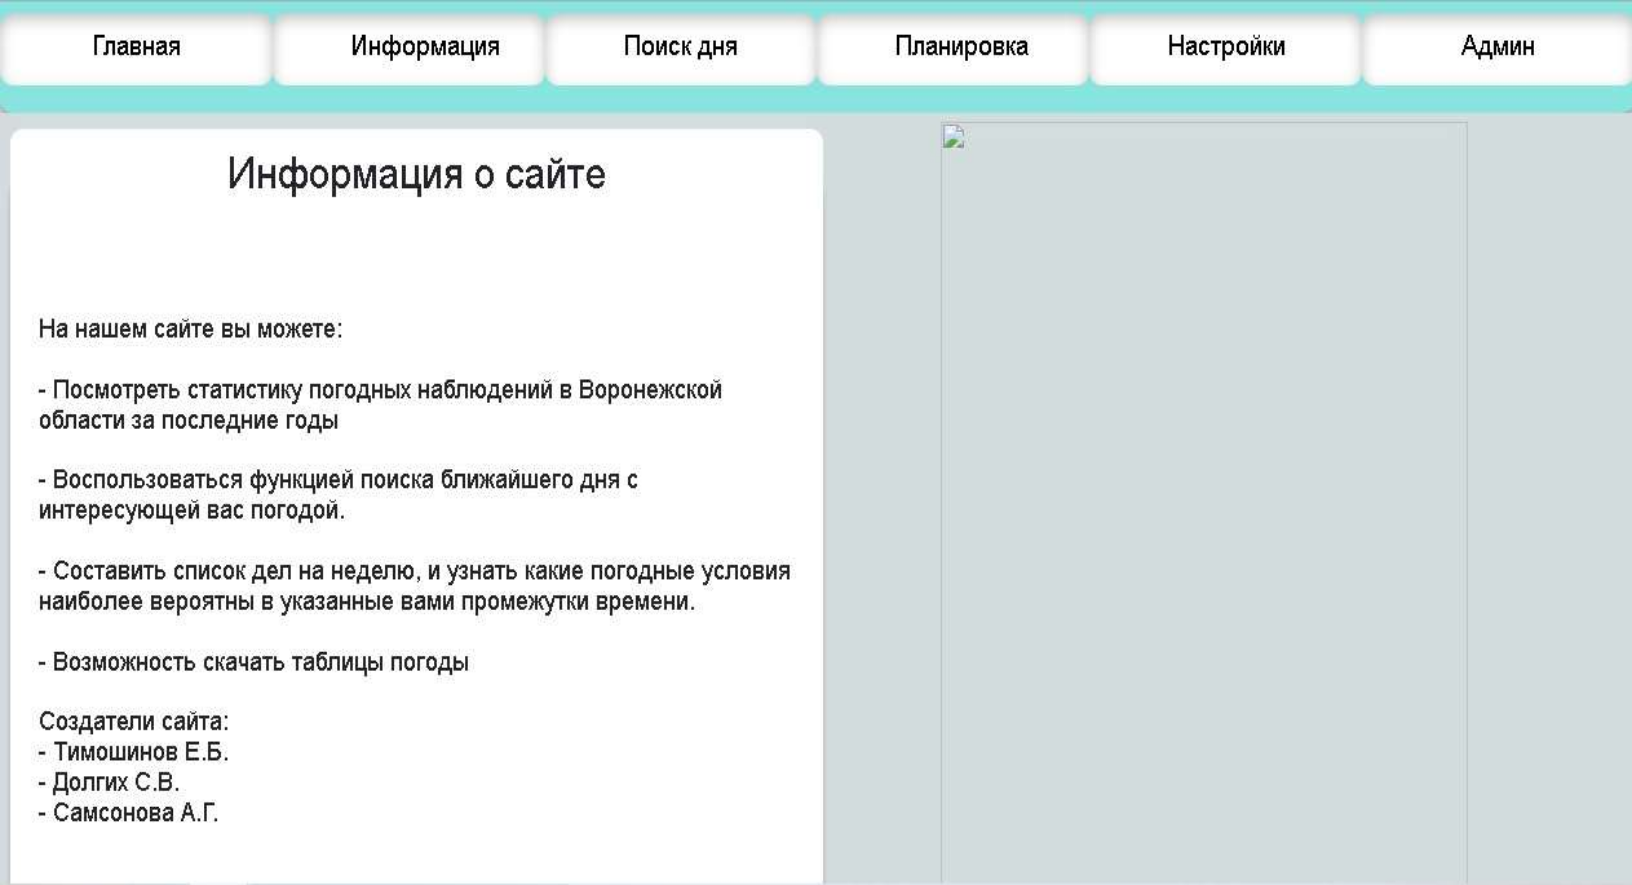 Главная Информация Поиск дня Планировка Настройки Админ
Информация о сайте
На нашем сайте вы можете:
- Посмотреть статистику погодных наблюдений в Воронежской
области за последние годы
- Воспользоваться функцией поиска ближайшего дня с
интересующей вас погодой.
- Составить список дел на неделю, и узнать какие погодные условия
наиболее вероятны в указанные вами промежутки времени.
- Возможность скачать таблицы погоды
Создатели сайта:
- Тимошинов Е.Б.
- Долгих С.В.
- Самсонова А.Г.